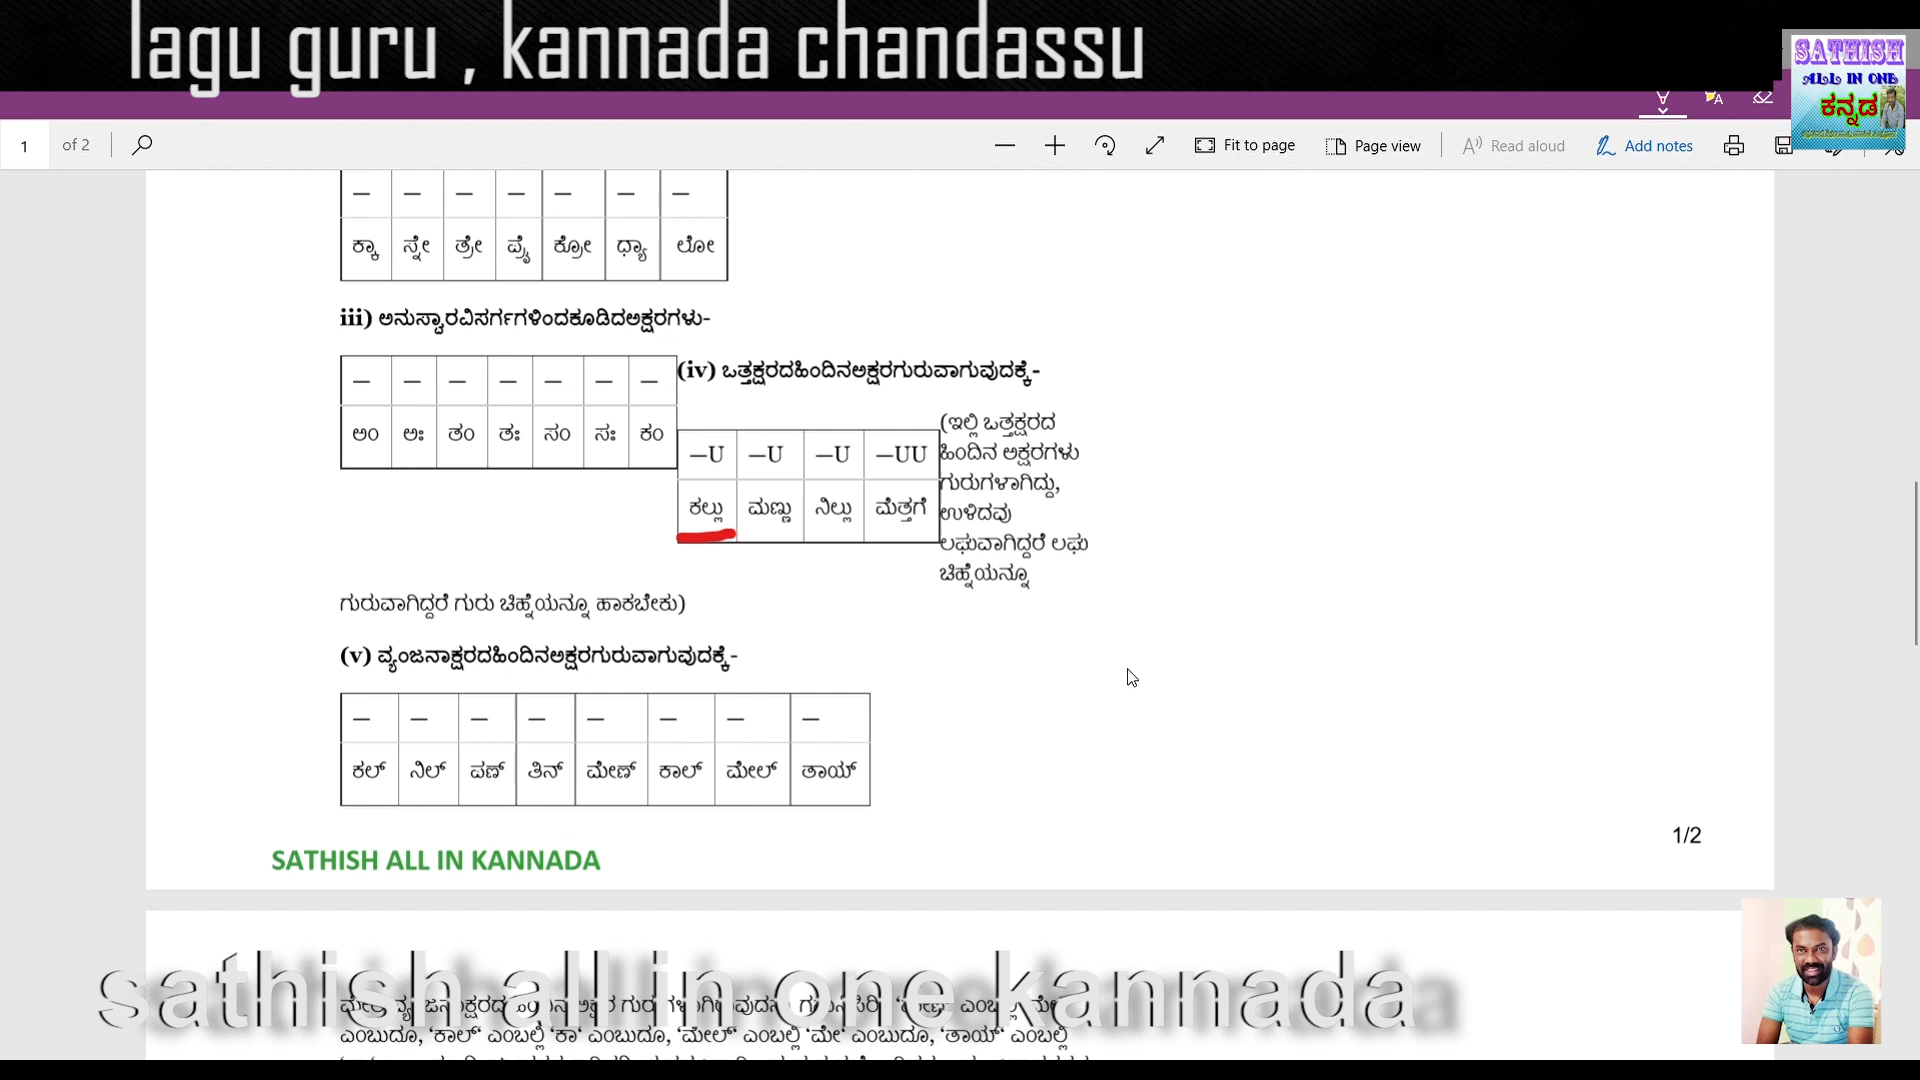 lagu guru , kannada chandassu
SATHISH
ALL IN ONE
ಕನ್ನಡ
1 of 2
Fit to page
Page view
Read aloud
Add notes
— — — — — — —
ಕ್ಕಾ ಸ್ನೇ ತ್ರೇ ಪ್ರೈ ಕ್ರೋ ಧ್ಯಾ ಲೋ
iii) ಅನುಸ್ವಾರವಿಸರ್ಗಗಳಿಂದಕೂಡಿದಅಕ್ಷರಗಳು-
— — — — — — —
ಅಂ ಅಃ ತಂ ತಃ ಸಂ ಸಃ ಕಂ
(iv) ಒತ್ತಕ್ಷರದಹಿಂದಿನಅಕ್ಷರಗುರುವಾಗುವುದಕ್ಕೆ-
—U —U —U —UU
ಕಲ್ಲು ಮಣ್ಣು ನಿಲ್ಲು ಮೆತ್ತಗೆ
(ಇಲ್ಲಿ ಒತ್ತಕ್ಷರದ
ಹಿಂದಿನ ಅಕ್ಷರಗಳು
ಗುರುಗಳಾಗಿದ್ದು,
ಉಳಿದವು
ಲಘುವಾಗಿದ್ದರೆ ಲಘು
ಚಿಹ್ನೆಯನ್ನೂ
ಗುರುವಾಗಿದ್ದರೆ ಗುರು ಚಿಹ್ನೆಯನ್ನೂ ಹಾಕಬೇಕು)
(v) ವ್ಯಂಜನಾಕ್ಷರದಹಿಂದಿನಅಕ್ಷರಗುರುವಾಗುವುದಕ್ಕೆ-
— — — — — — — —
ಕಲ್ ನಿಲ್ ಪಣ್ ತಿನ್ ಮೇಣ್ ಕಾಲ್ ಮೇಲ್ ತಾಯ್
1/2
SATHISH ALL IN KANNADA
sathish all in one kannada
ಎಂಬುದೂ, ‘ಕಾಲ್‘ ಎಂಬಲ್ಲಿ ‘ಕಾ‘ ಎಂಬುದೂ, ‘ಮೇಲ್‘ ಎಂಬಲ್ಲಿ ‘ಮೇ‘ ಎಂಬುದೂ, ‘ತಾಯ್‘ ಎಂಬಲ್ಲಿ